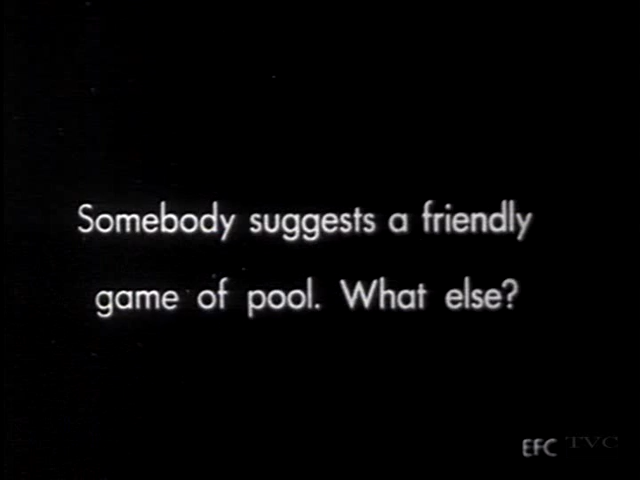 Somebody suggests a friendly
game of pool. What else?
EFC TVC